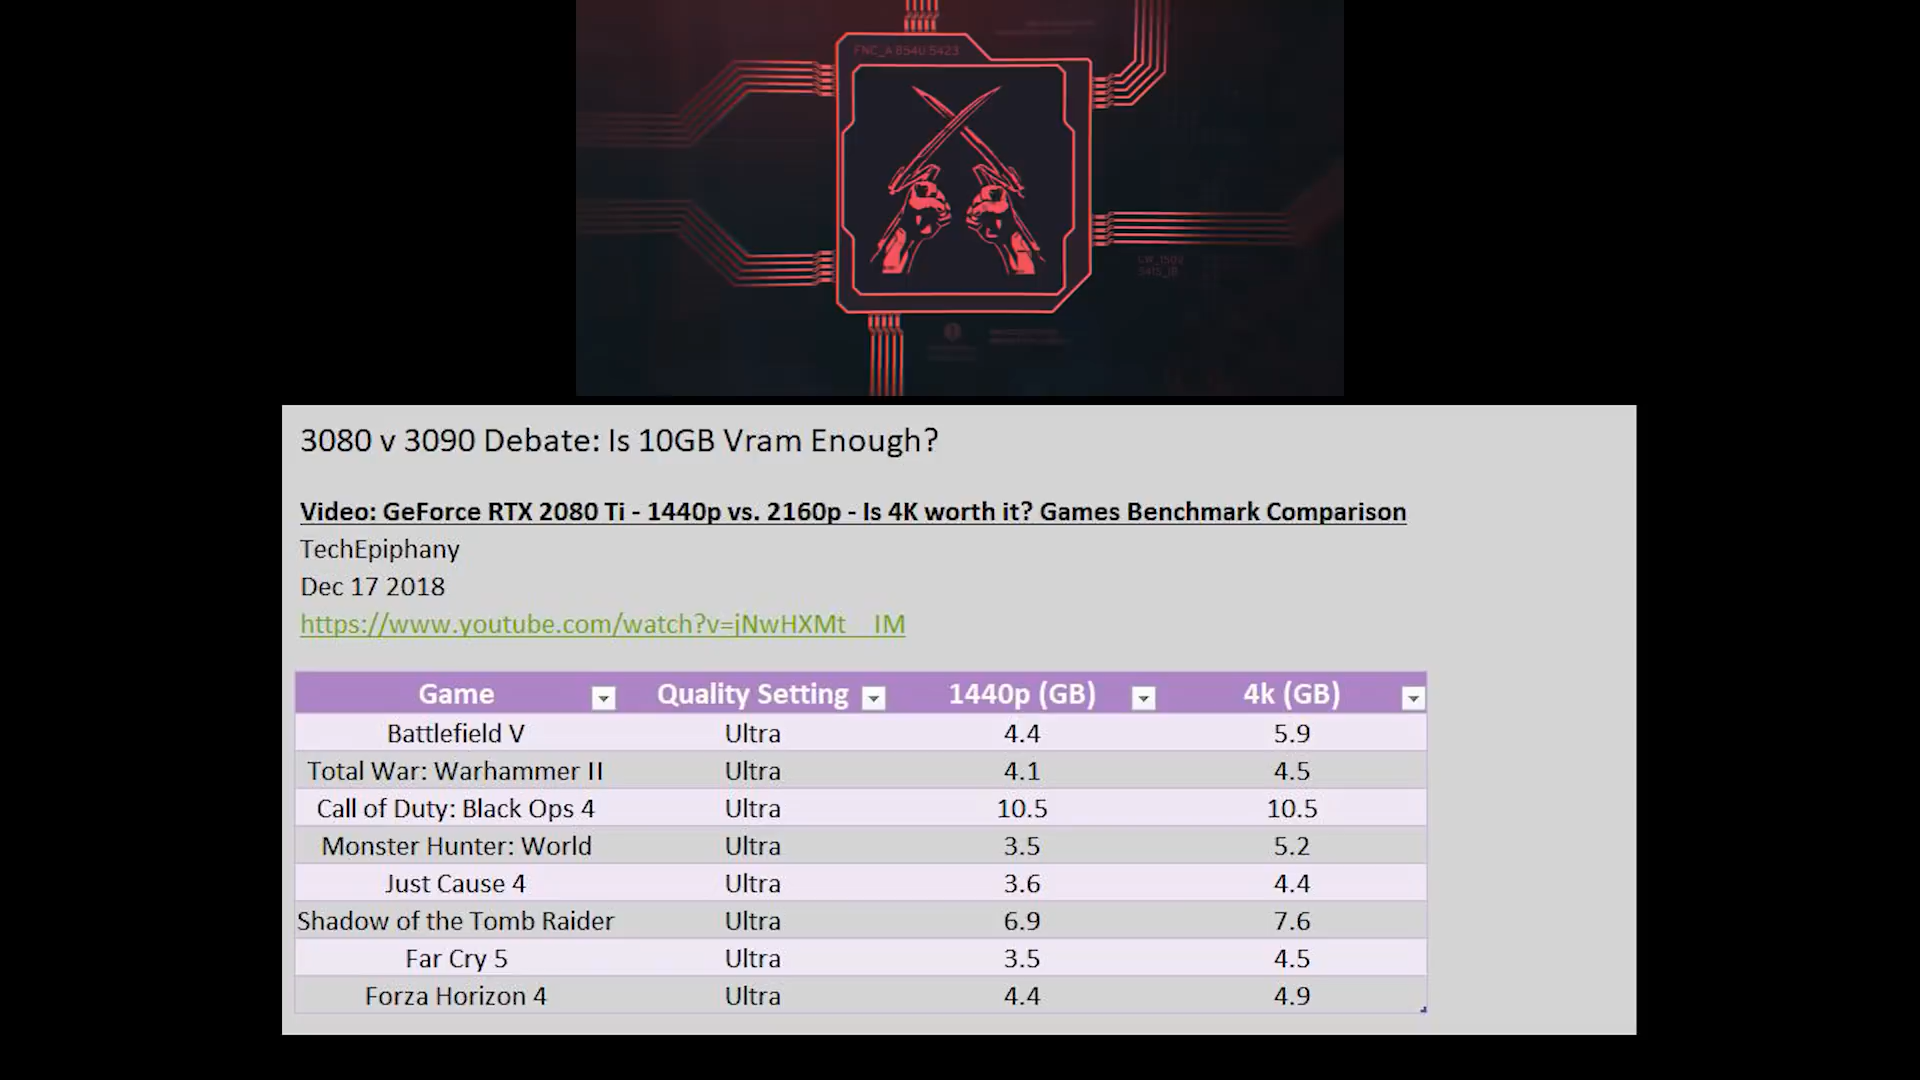 FNC_A 8540 5423
3080 v 3090 Debate: Is 10GB Vram Enough?
Video: GeForce RTX 2080 Ti - 1440p vs. 2160p - Is 4K worth it? Games Benchmark Comparison
TechEpiphany
Dec 17 2018
https://www.youtube.com/watch?v=jNwHXMt__IM
Game Quality Setting 1440p (GB) 4k (GB)
Battlefield V Ultra 4.4 5.9
Total War: Warhammer II Ultra 4.1 4.5
Call of Duty: Black Ops 4 Ultra 10.5 10.5
Monster Hunter: World Ultra 3.5 5.2
Just Cause 4 Ultra 3.6 4.4
Shadow of the Tomb Raider Ultra 6.9 7.6
Far Cry 5 Ultra 3.5 4.5
Forza Horizon 4 Ultra 4.4 4.9